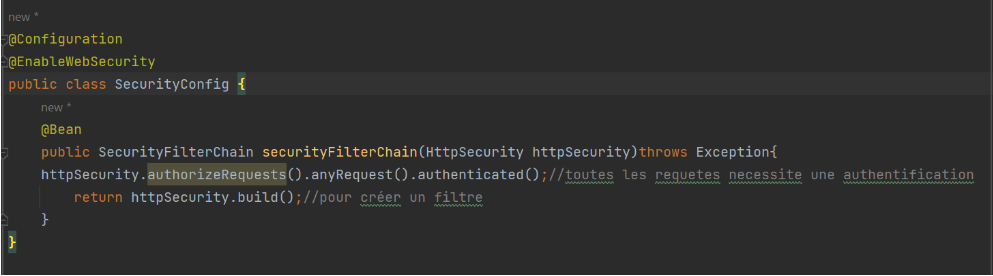 new *
@Configuration
@EnableWebSecurity
public class SecurityConfig {
new *
@Bean
public SecurityFilterChain securityFilterChain(HttpSecurity httpSecurity)throws Exception{
httpSecurity.authorizeRequests().anyRequest().authenticated();//toutes les requetes necessite une authentification
return httpSecurity.build();//pour créer un filtre
}
}